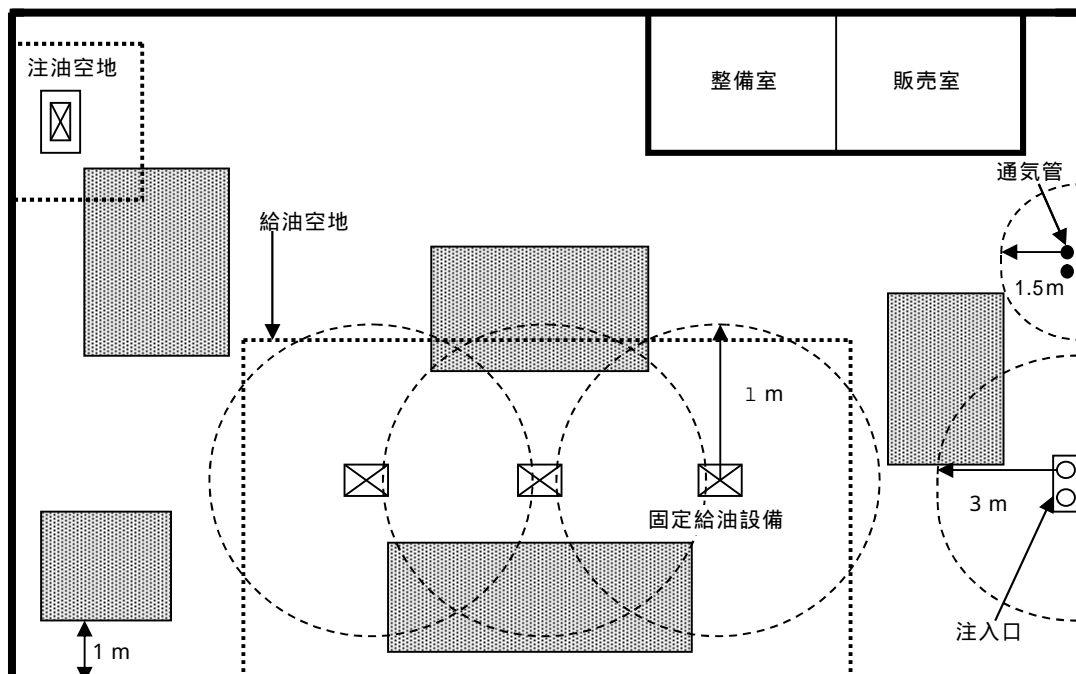 注油空地
整備室
販売室
通気管
給油空地
1.5m
1 m
3 m
固定給油設備
注入口
1 m